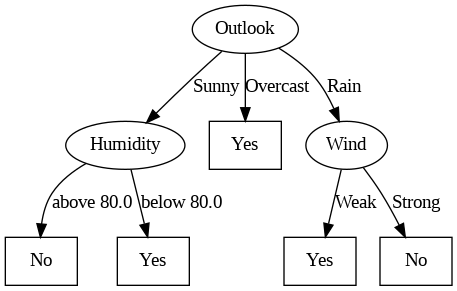 Outlook
Sunny Overcast Rain
Humidity Yes Wind
above 80.0 below 80.0 Weak Strong
No Yes Yes No